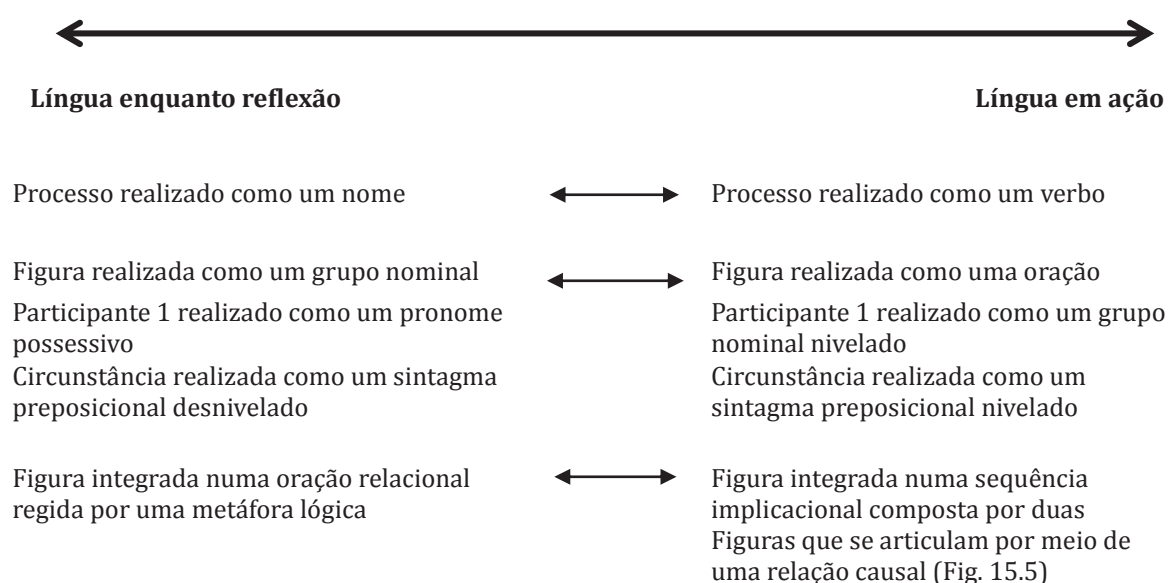 Língua enquanto reflexão
Língua em ação
Processo realizado como um nome
Processo realizado como um verbo
Figura realizada como um grupo nominal
Figura realizada como uma oração
Participante 1 realizado como um pronome
possessivo
Participante 1 realizado como um grupo
nominal nivelado
Circunstância realizada como um sintagma
preposicional desnivelado
Circunstância realizada como um
sintagma preposicional nivelado
Figura integrada numa oração relacional
regida por uma metáfora lógica
Figura integrada numa sequência
implicacional composta por duas
Figuras que se articulam por meio de
uma relação causal (Fig. 15.5)